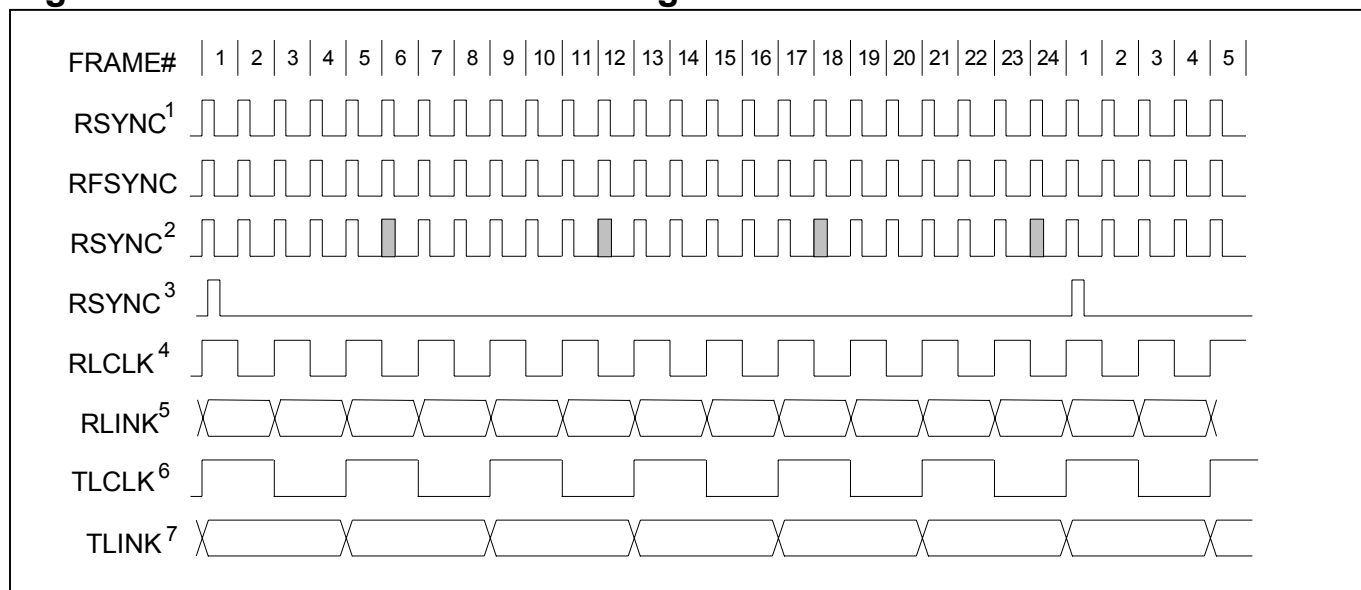 FRAME# 1 2 3 4 5 6 7 8 9 10 11 12 13 14 15 16 17 18 19 20 21 22 23 24 1 2 3 4 5
RSYNC1
RFSYNC
RSYNC2
RSYNC3
RLCLK4
RLINK5
TLCLK6
TLINK7